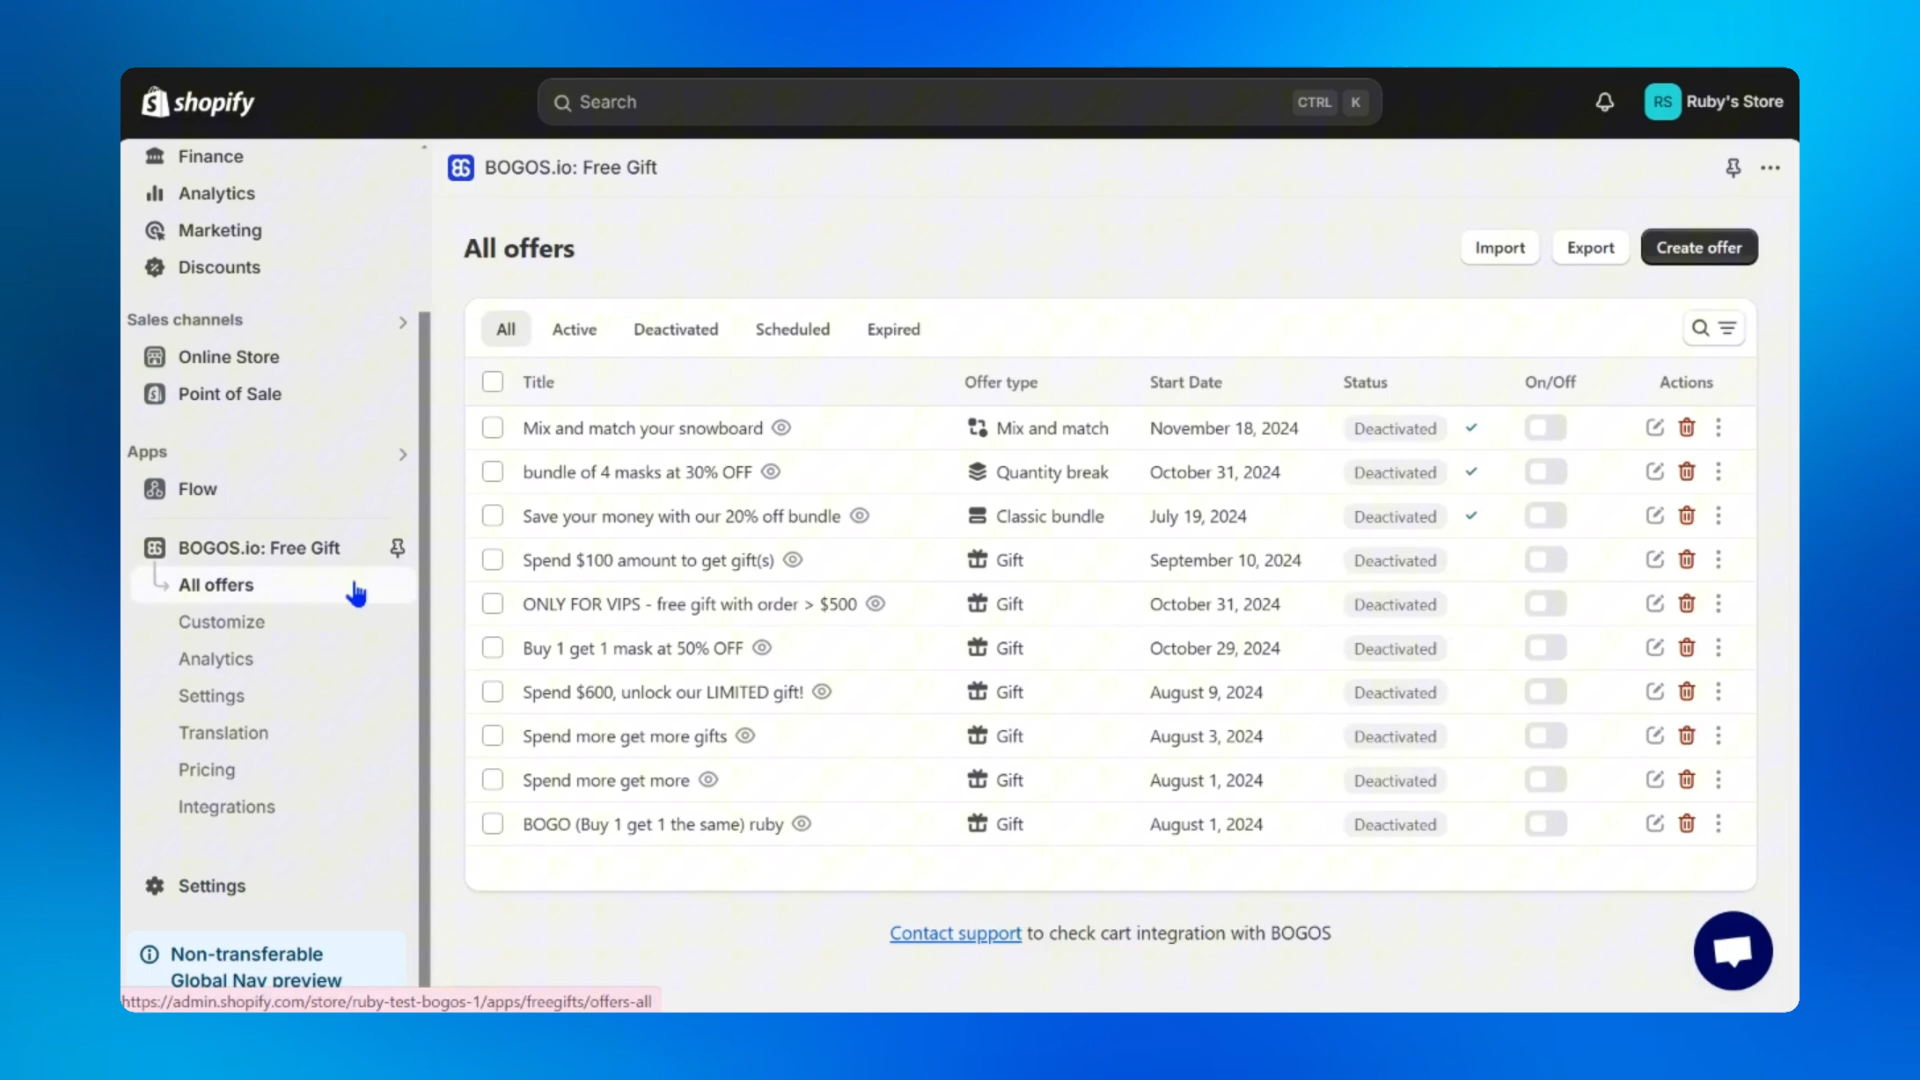 shopify
Search CTRL K
RS Ruby's Store
Finance
Analytics
Marketing
Discounts
Sales channels
Online Store
Point of Sale
Apps
Flow
BOGOS.io: Free Gift
All offers
Customize
Analytics
Settings
Translation
Pricing
Integrations
Settings
Non-transferable
Global Nav preview
https://admin.shopify.com/store/ruby-test-bogos-1/apps/freegifts/offers-all
BOGOS.io: Free Gift
All offers
Import Export Create offer
All Active Deactivated Scheduled Expired
Title Offer type Start Date Status On/Off Actions
Mix and match your snowboard Mix and match November 18, 2024 Deactivated
bundle of 4 masks at 30% OFF Quantity break October 31, 2024 Deactivated
Save your money with our 20% off bundle Classic bundle July 19, 2024 Deactivated
Spend $100 amount to get gift(s) Gift September 10, 2024 Deactivated
ONLY FOR VIPS - free gift with order > $500 Gift October 31, 2024 Deactivated
Buy 1 get 1 mask at 50% OFF Gift October 29, 2024 Deactivated
Spend $600, unlock our LIMITED gift! Gift August 9, 2024 Deactivated
Spend more get more gifts Gift August 3, 2024 Deactivated
Spend more get more Gift August 1, 2024 Deactivated
BOGO (Buy 1 get 1 the same) ruby Gift August 1, 2024 Deactivated
Contact support to check cart integration with BOGOS